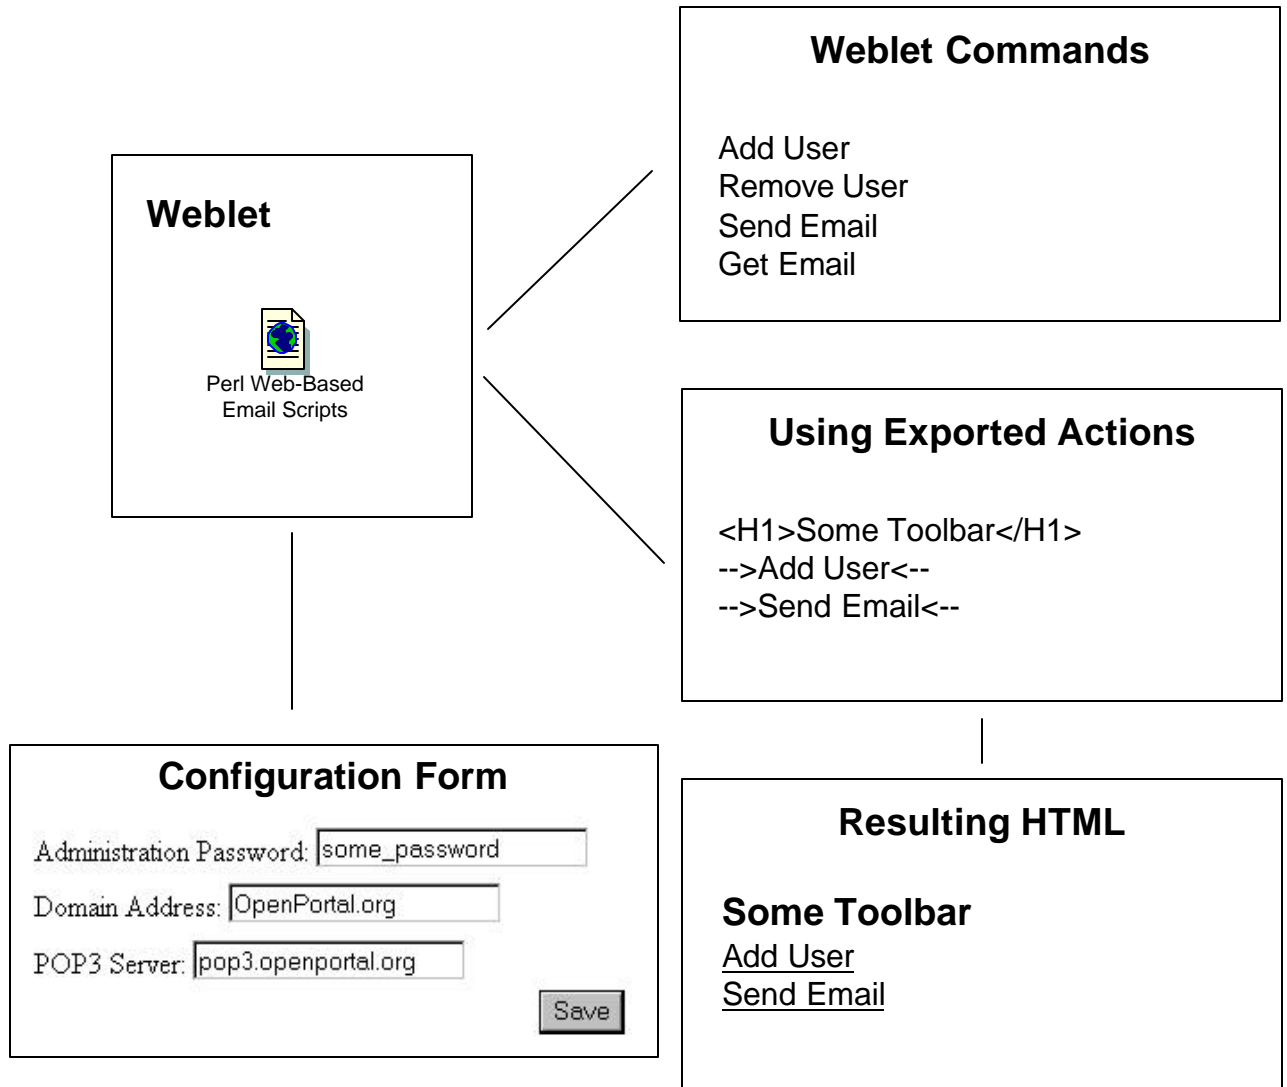 Weblet Commands
Add User
Remove User
Send Email
Get Email
Weblet
Perl Web-Based
Email Scripts
Using Exported Actions
<H1>Some Toolbar</H1>
-->Add User<--
-->Send Email<--
Configuration Form
Administration Password: some_password
Domain Address: OpenPortal.org
POP3 Server: pop3.openportal.org
Save
Resulting HTML
Some Toolbar
Add User
Send Email